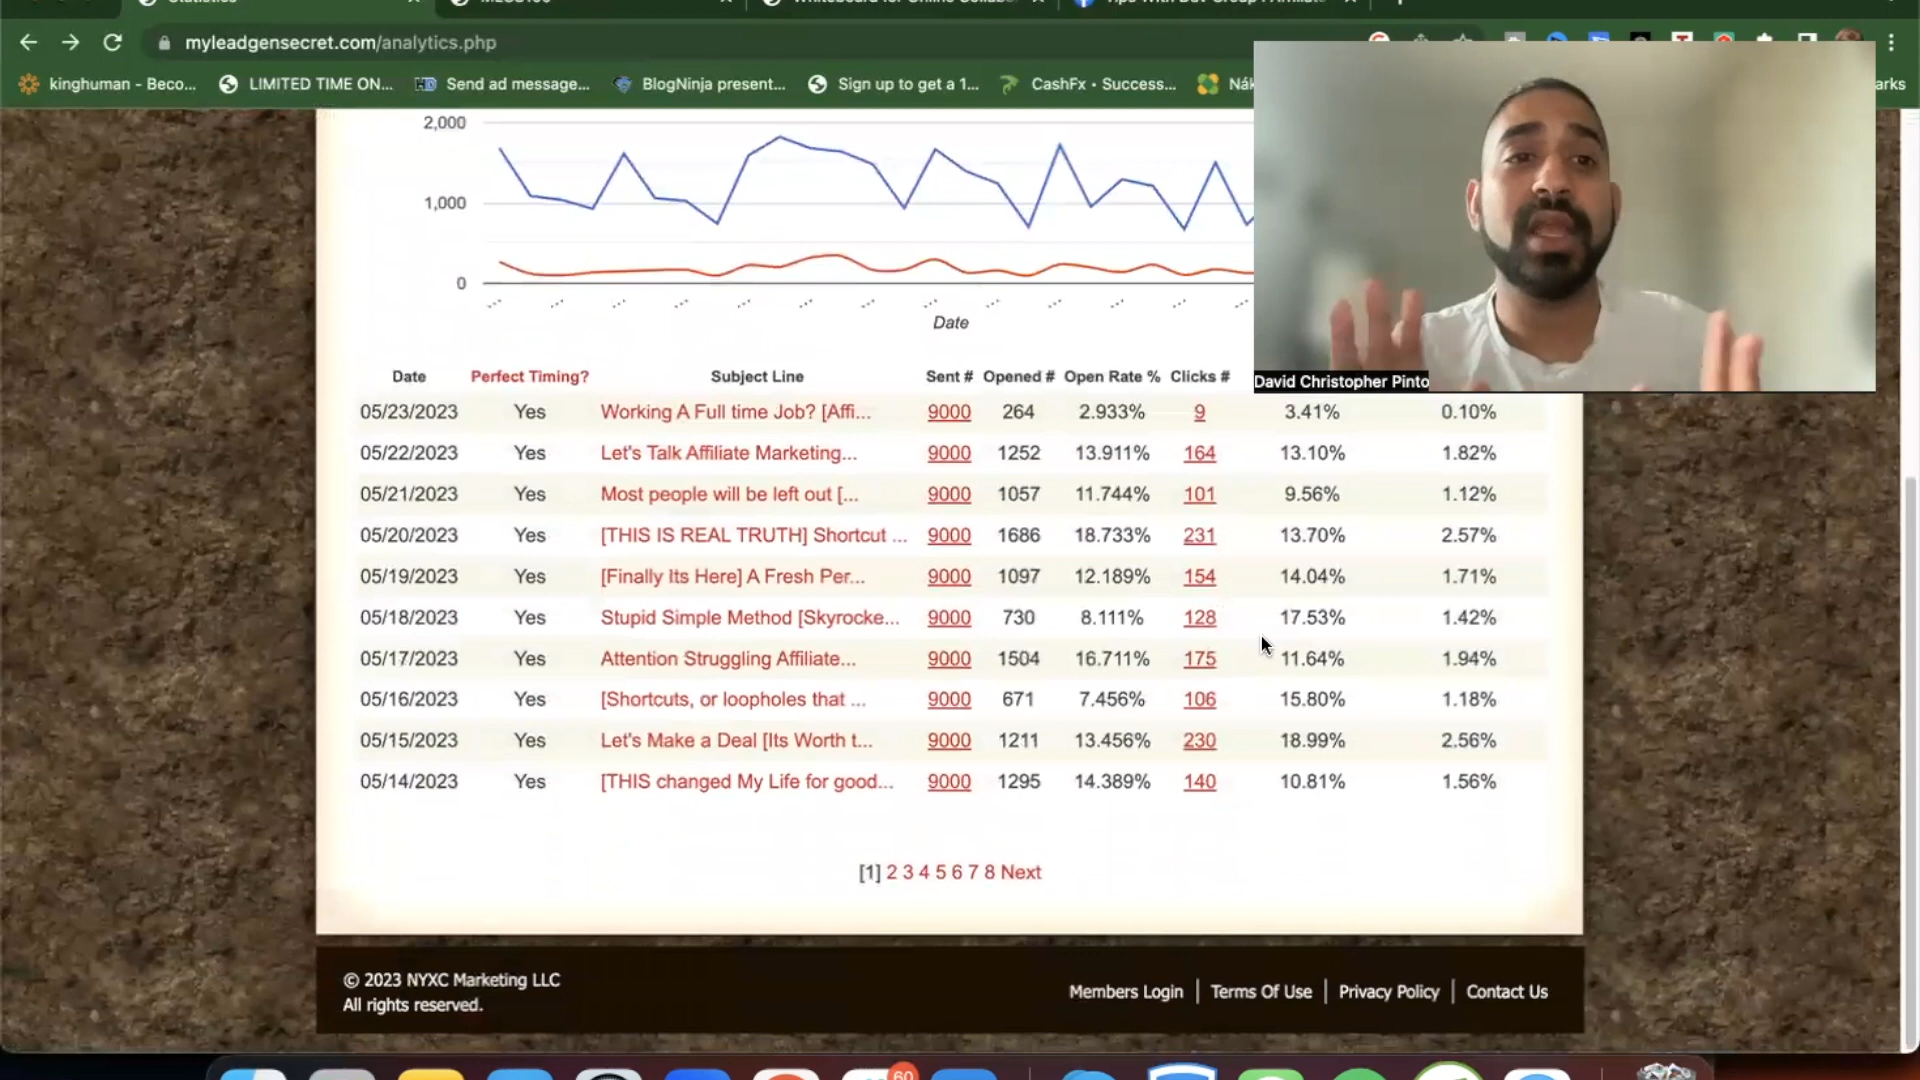 Statistics
myleadgensecret.com/analytics.php
kinghuman - Beco...
LIMITED TIME ON...
Send ad message...
BlogNinja present...
Sign up to get a 1...
CashFx • Success...
Nák
arks
2,000
1,000
0
Date
David Christopher Pinto
Date Perfect Timing? Subject Line Sent # Opened # Open Rate % Clicks #
05/23/2023 Yes Working A Full time Job? [Affi... 9000 264 2.933% 9 3.41% 0.10%
05/22/2023 Yes Let's Talk Affiliate Marketing... 9000 1252 13.911% 164 13.10% 1.82%
05/21/2023 Yes Most people will be left out [... 9000 1057 11.744% 101 9.56% 1.12%
05/20/2023 Yes [THIS IS REAL TRUTH] Shortcut ... 9000 1686 18.733% 231 13.70% 2.57%
05/19/2023 Yes [Finally Its Here] A Fresh Per... 9000 1097 12.189% 154 14.04% 1.71%
05/18/2023 Yes Stupid Simple Method [Skyrocke... 9000 730 8.111% 128 17.53% 1.42%
05/17/2023 Yes Attention Struggling Affiliate... 9000 1504 16.711% 175 11.64% 1.94%
05/16/2023 Yes [Shortcuts, or loopholes that ... 9000 671 7.456% 106 15.80% 1.18%
05/15/2023 Yes Let's Make a Deal [Its Worth t... 9000 1211 13.456% 230 18.99% 2.56%
05/14/2023 Yes [THIS changed My Life for good... 9000 1295 14.389% 140 10.81% 1.56%
[1] 2 3 4 5 6 7 8 Next
© 2023 NYXC Marketing LLC
All rights reserved.
Members Login | Terms Of Use | Privacy Policy | Contact Us
60